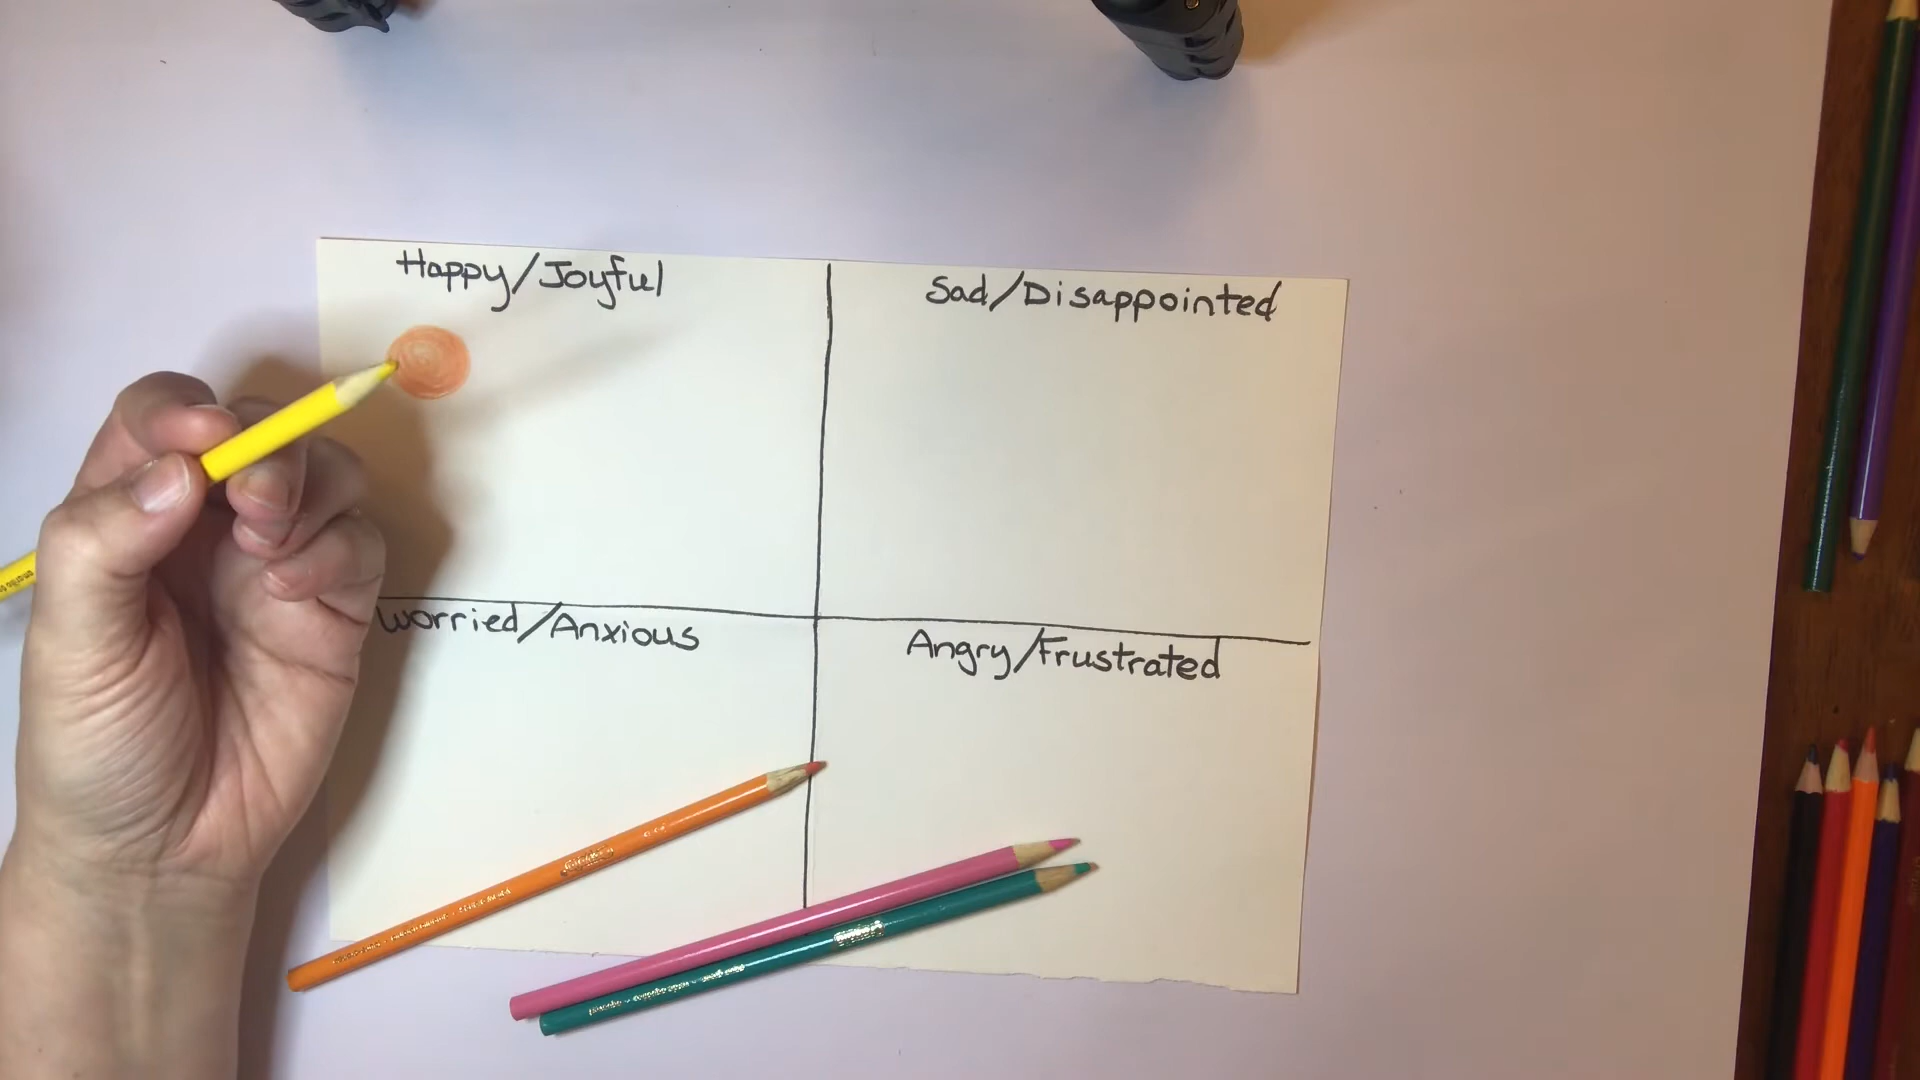 Happy/Joyful
Sad/Disappointed
Worried/Anxious
Angry/Frustrated